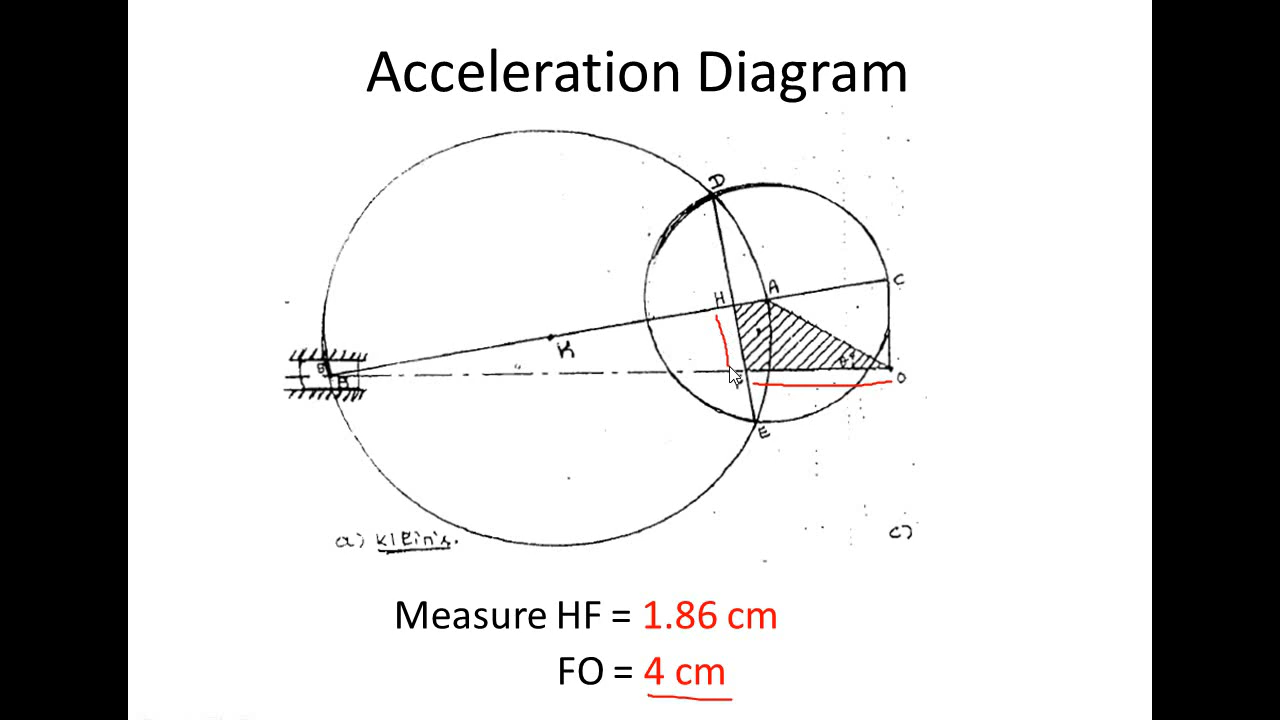 Acceleration Diagram
D
A
C
H
K
B
O
E
a) Klein's.
c)
Measure HF = 1.86 cm
FO = 4 cm